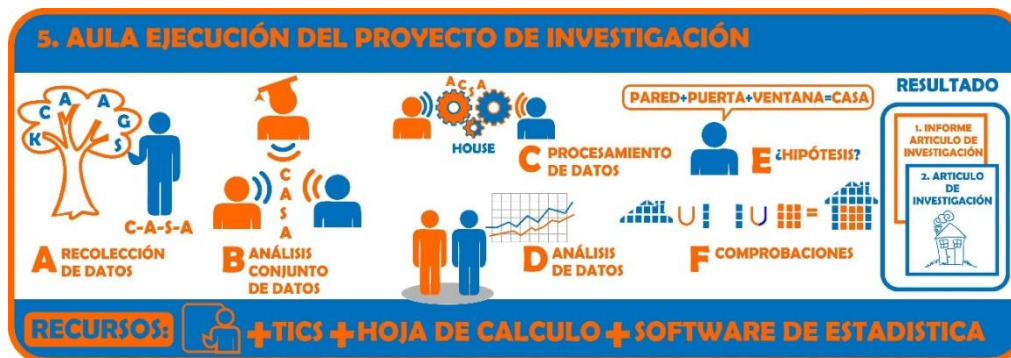 5. AULA EJECUCIÓN DEL PROYECTO DE INVESTIGACIÓN
K C A A G S
C-A-S-A
A RECOLECCIÓN
DE DATOS
C
A
S
A
B ANÁLISIS
CONJUNTO
DE DATOS
A C S A
HOUSE
C PROCESAMIENTO
DE DATOS
D ANÁLISIS
DE DATOS
PARED+PUERTA+VENTANA=CASA
E ¿HIPÓTESIS?
U U =
F COMPROBACIONES
RESULTADO
1. INFORME
ARTICULO DE
INVESTIGACIÓN
2. ARTICULO
DE
INVESTIGACIÓN
RECURSOS: +TICS +HOJA DE CALCULO +SOFTWARE DE ESTADISTICA